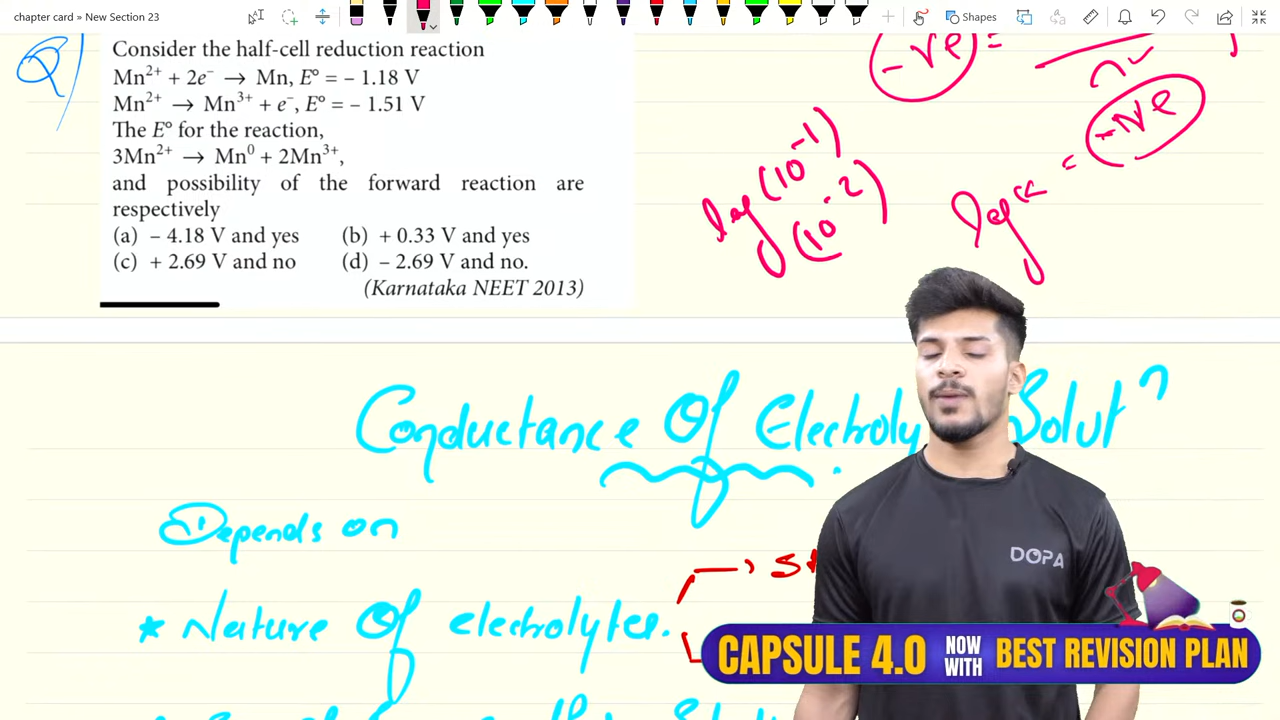 chapter card » New Section 23
Shapes
Q)
Consider the half-cell reduction reaction
Mn²⁺ + 2e⁻ → Mn, E° = – 1.18 V
Mn²⁺ → Mn³⁺ + e⁻, E° = – 1.51 V
The E° for the reaction,
3Mn²⁺ → Mn⁰ + 2Mn³⁺,
and possibility of the forward reaction are
respectively
(a) – 4.18 V and yes (b) + 0.33 V and yes
(c) + 2.69 V and no (d) – 2.69 V and no.
(Karnataka NEET 2013)
-ve =
log (10⁻¹)
(10⁻²)
log K = -ve
Conductance Of Electroly Solutⁿ
Depends on
* Nature Of electrolytes.
DOPA
CAPSULE 4.0 NOW WITH BEST REVISION PLAN